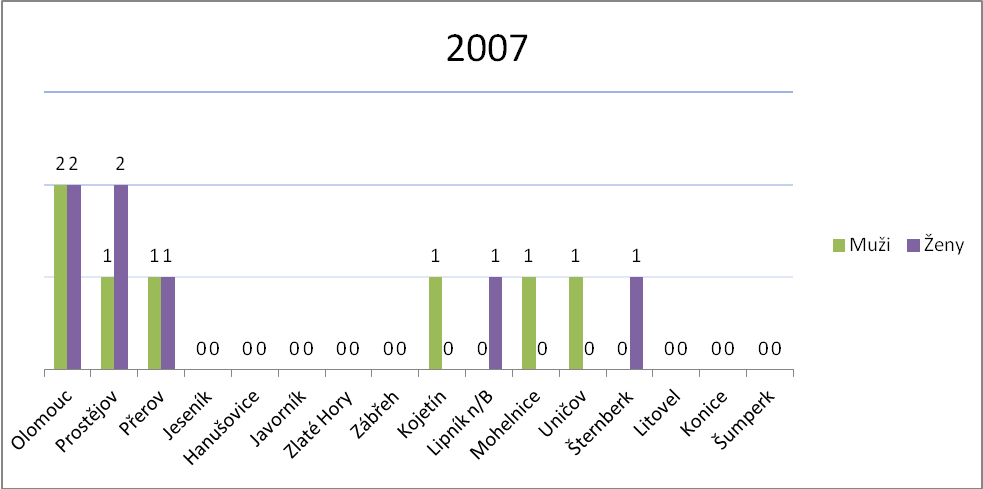 2007
2 2 2
1 1 1 1 1 1 1 1
0 0 0 0 0 0 0 0 0 0 0 0 0 0 0 0 0 0 0 0 0
Muži Ženy
Olomouc
Prostějov
Přerov
Jeseník
Hanušovice
Javorník
Zlaté Hory
Zábřeh
Kojetín
Lipník n/B
Mohelnice
Uničov
Šternberk
Litovel
Konice
Šumperk